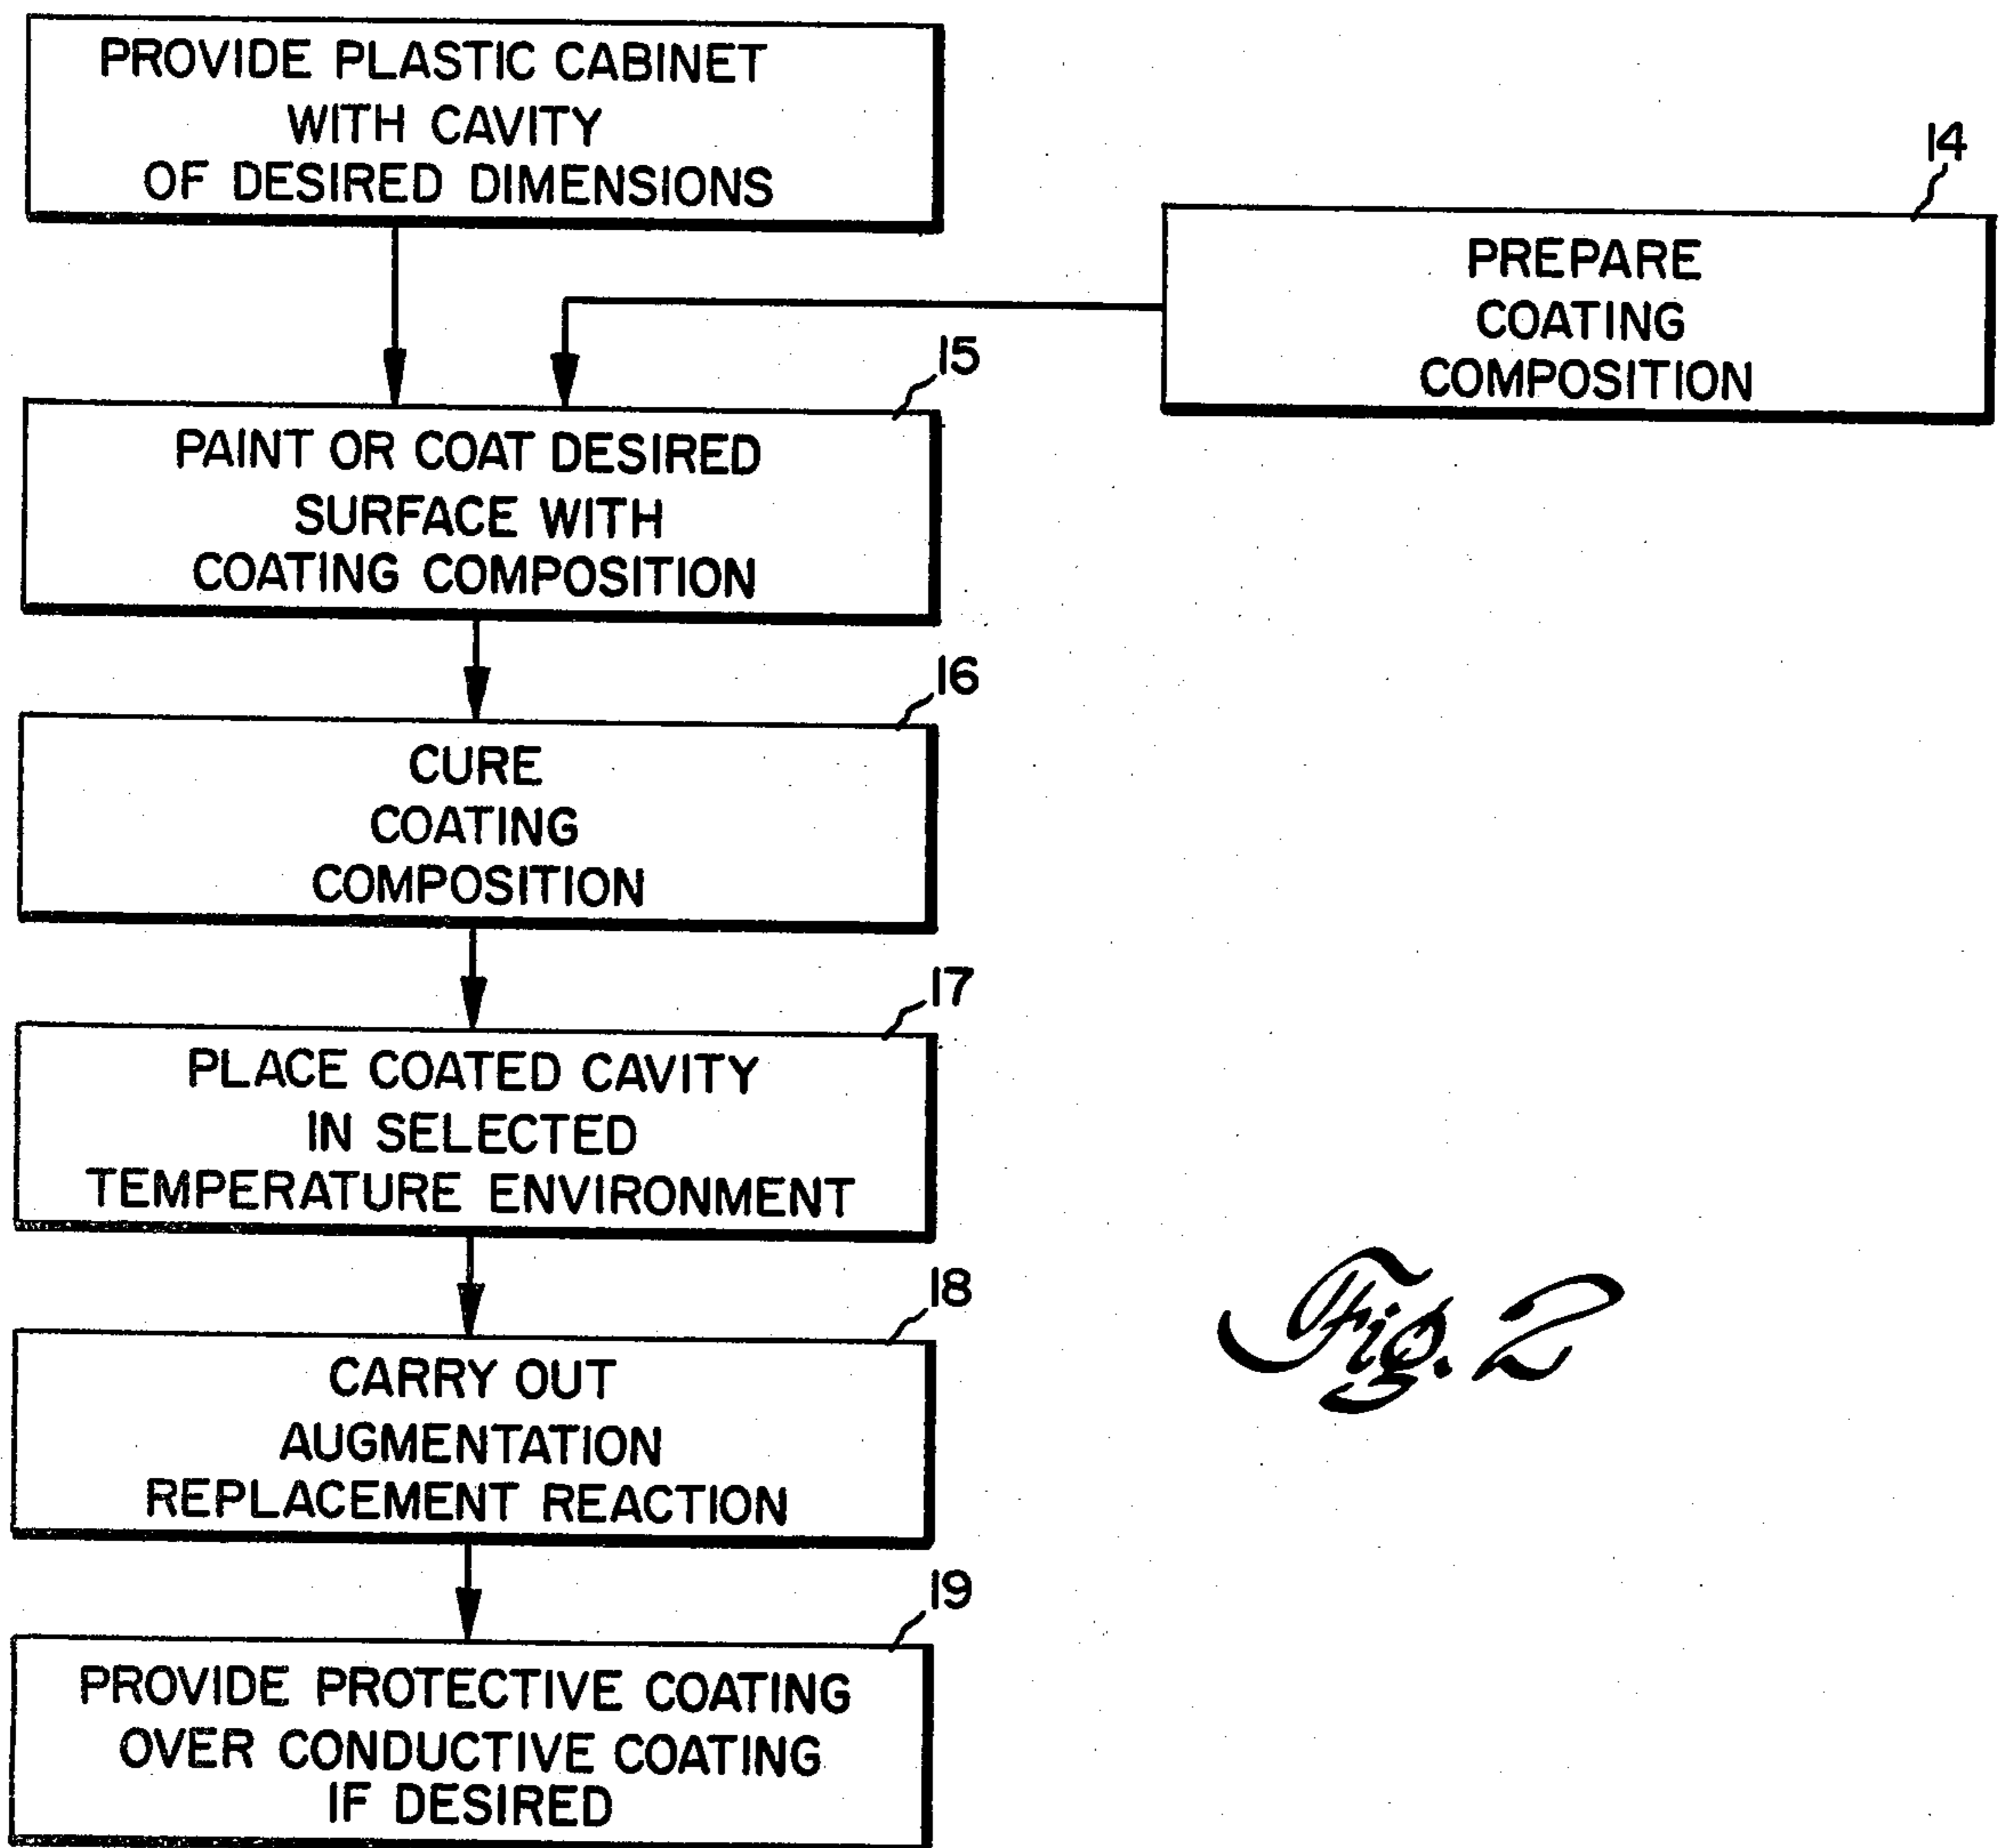 PROVIDE PLASTIC CABINET
WITH CAVITY
OF DESIRED DIMENSIONS
14
PREPARE
COATING
COMPOSITION
15
PAINT OR COAT DESIRED
SURFACE WITH
COATING COMPOSITION
16
CURE
COATING
COMPOSITION
17
PLACE COATED CAVITY
IN SELECTED
TEMPERATURE ENVIRONMENT
18
CARRY OUT
AUGMENTATION
REPLACEMENT REACTION
19
PROVIDE PROTECTIVE COATING
OVER CONDUCTIVE COATING
IF DESIRED
Fig. 2